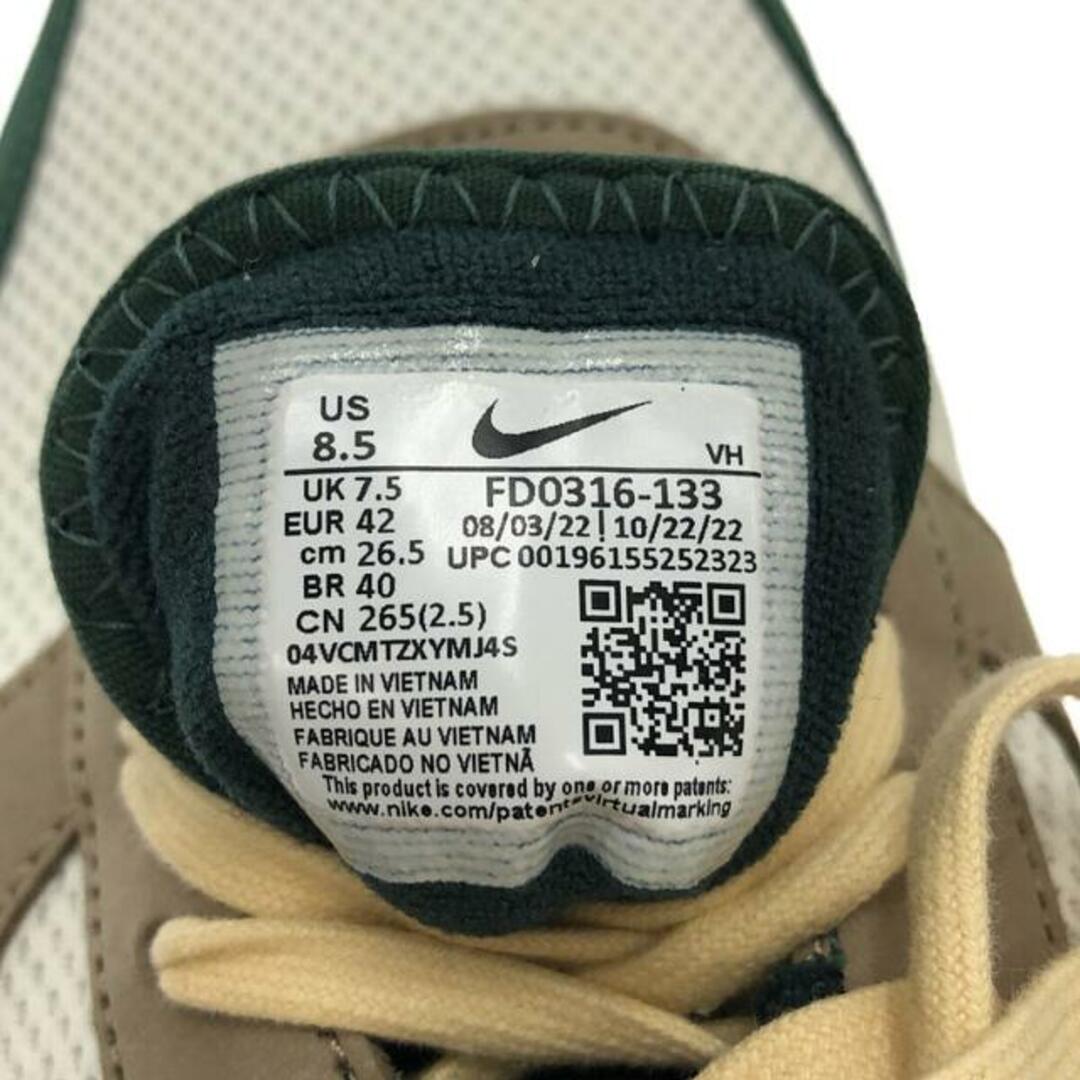 US
8.5
VH
UK 7.5
FD0316-133
EUR 42
08/03/22 | 10/22/22
cm 26.5
UPC 00196155252323
BR 40
CN 265(2.5)
04VCMTZXYMJ4S
MADE IN VIETNAM
HECHO EN VIETNAM
FABRIQUE AU VIETNAM
FABRICADO NO VIETNÃ
This product is covered by one or more patents:
www.nike.com/patents/virtualmarking